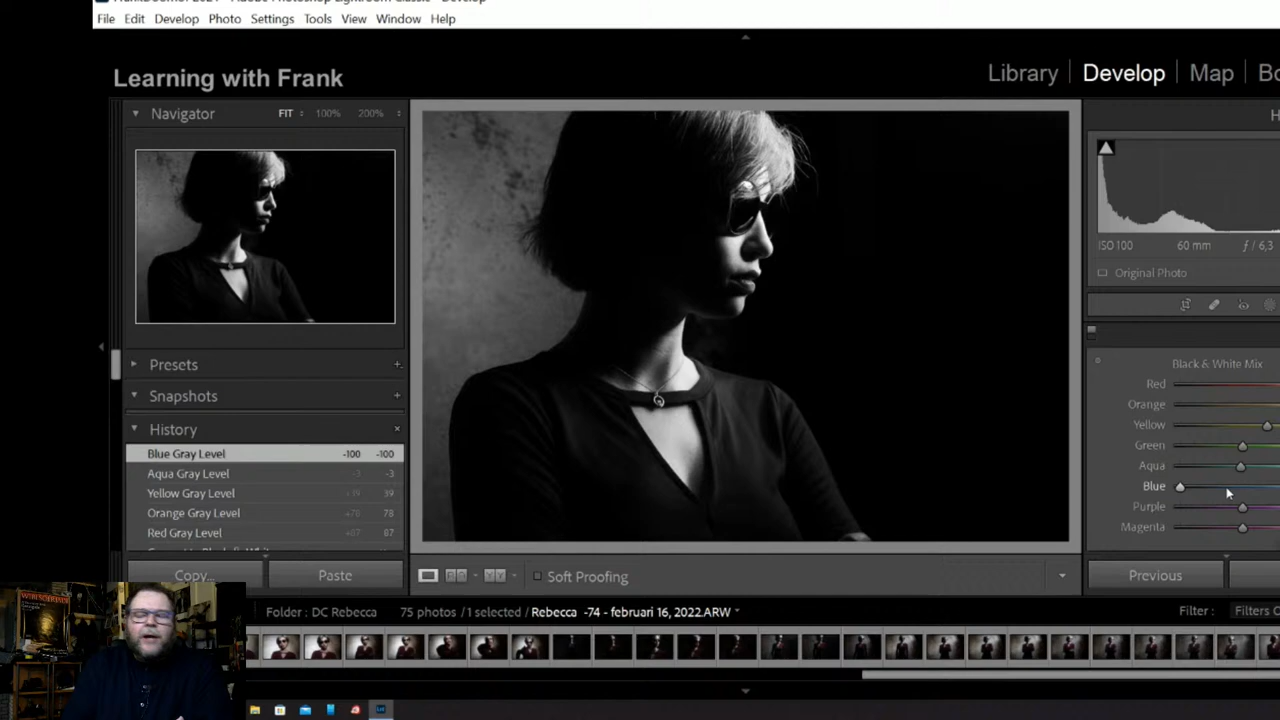 File Edit Develop Photo Settings Tools View Window Help
Learning with Frank
Library Develop Map
Navigator FIT 100% 200%
ISO 100 60 mm ƒ / 6,3
Original Photo
Presets
Snapshots
History
Blue Gray Level -100 -100
Aqua Gray Level -3 -3
Yellow Gray Level 39
Orange Gray Level +78 78
Red Gray Level +87 87
Black & White Mix
Red
Orange
Yellow
Green
Aqua
Blue
Purple
Magenta
Copy... Paste
Soft Proofing
Previous
Folder : DC Rebecca 75 photos / 1 selected / Rebecca -74 - februari 16, 2022.ARW
Filter : Filters